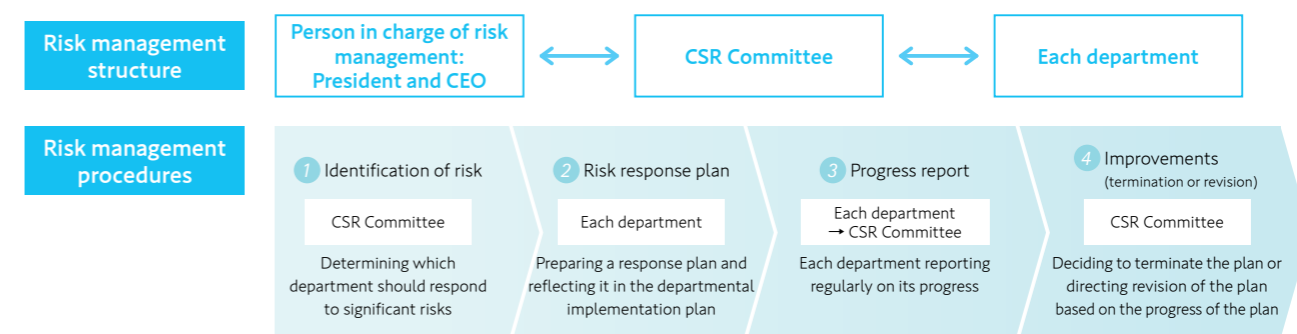 Risk management
structure
Person in charge of risk
management:
President and CEO
CSR Committee
Each department
Risk management
procedures
1 Identification of risk
CSR Committee
Determining which
department should respond
to significant risks
2 Risk response plan
Each department
Preparing a response plan and
reflecting it in the departmental
implementation plan
3 Progress report
Each department
→ CSR Committee
Each department reporting
regularly on its progress
4 Improvements
(termination or revision)
CSR Committee
Deciding to terminate the plan or
directing revision of the plan
based on the progress of the plan